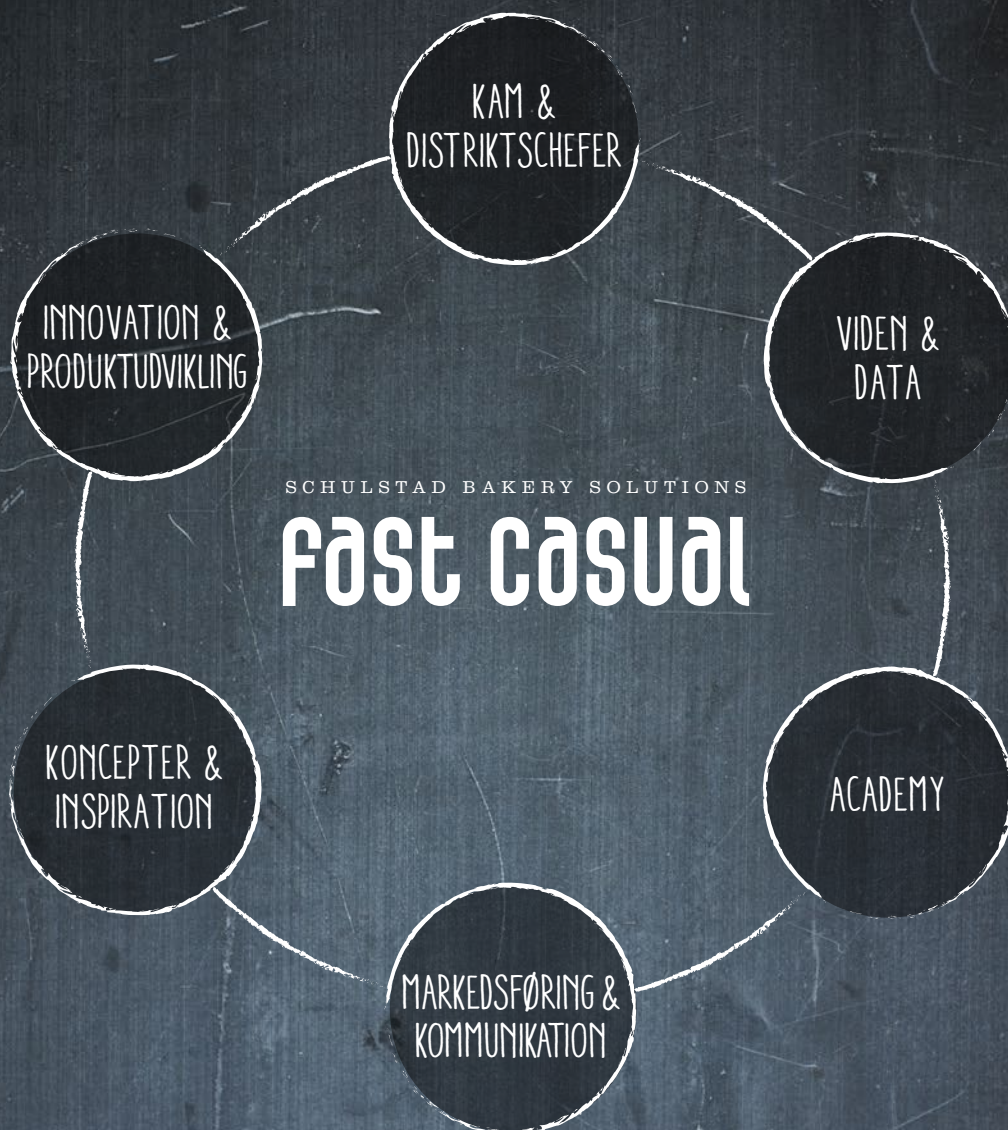 KAM &
DISTRIKTSCHEFER
INNOVATION &
PRODUKTUDVIKLING
VIDEN &
DATA
SCHULSTAD BAKERY SOLUTIONS
fast casual
KONCEPTER &
INSPIRATION
ACADEMY
MARKEDSFØRING &
KOMMUNIKATION